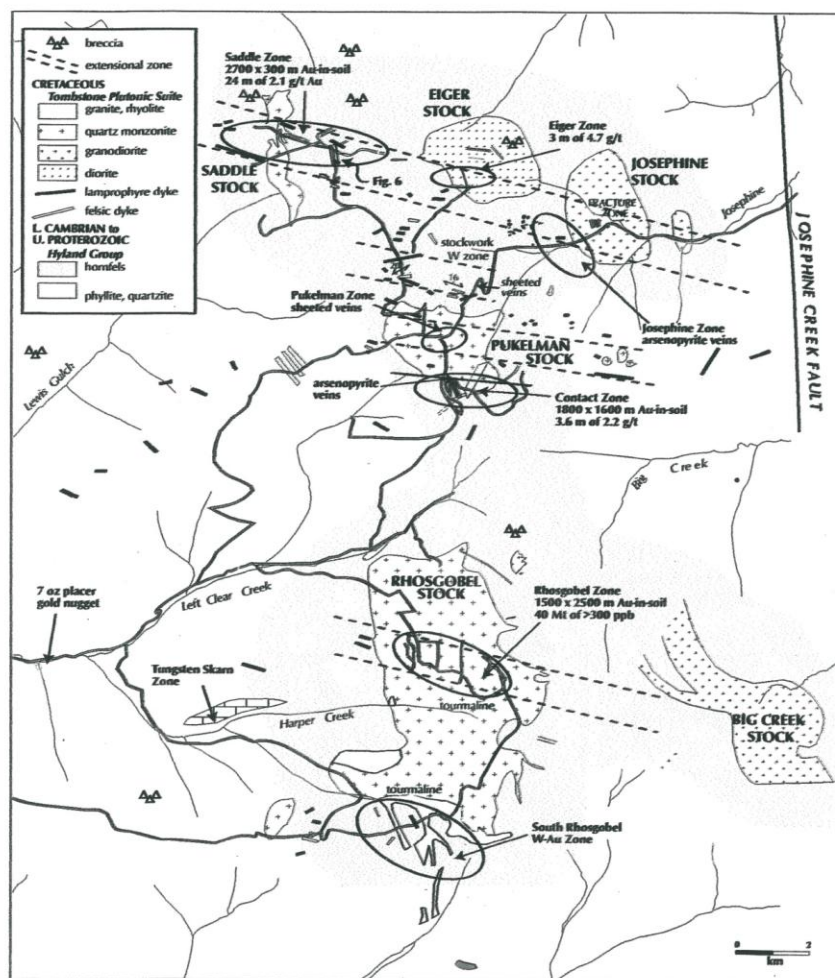 breccia
extensional zone
CRETACEOUS
Tombstone Plutonic Suite
granite, rhyolite
quartz monzonite
granodiorite
diorite
lamprophyre dyke
felsic dyke
L. CAMBRIAN to
U. PROTEROZOIC
Hyland Group
hornfels
phyllite, quartzite
Saddle Zone
2700 x 300 m Au-in-soil
24 m of 2.1 g/t Au
EIGER
STOCK
Eiger Zone
3 m of 4.7 g/t
JOSEPHINE
STOCK
SADDLE
STOCK
Fig. 6
FRACTURE
ZONE
Josephine
JOSEPHINE CREEK FAULT
stockwork
W zone
sheeted
veins
Pukelman Zone
sheeted veins
PUKELMAN
STOCK
Josephine Zone
arsenopyrite veins
Lewis Gulch
arsenopyrite
veins
Contact Zone
1800 x 1600 m Au-in-soil
3.6 m of 2.2 g/t
Big Creek
RHOSGOBEL
STOCK
7 oz placer
gold nugget
Left Clear Creek
Rhosgobel Zone
1500 x 2500 m Au-in-soil
40 Mt of >300 ppb
Tungsten Skarn
Zone
Harper Creek
tourmaline
BIG CREEK
STOCK
tourmaline
South Rhosgobel
W-Au Zone
0 2
km